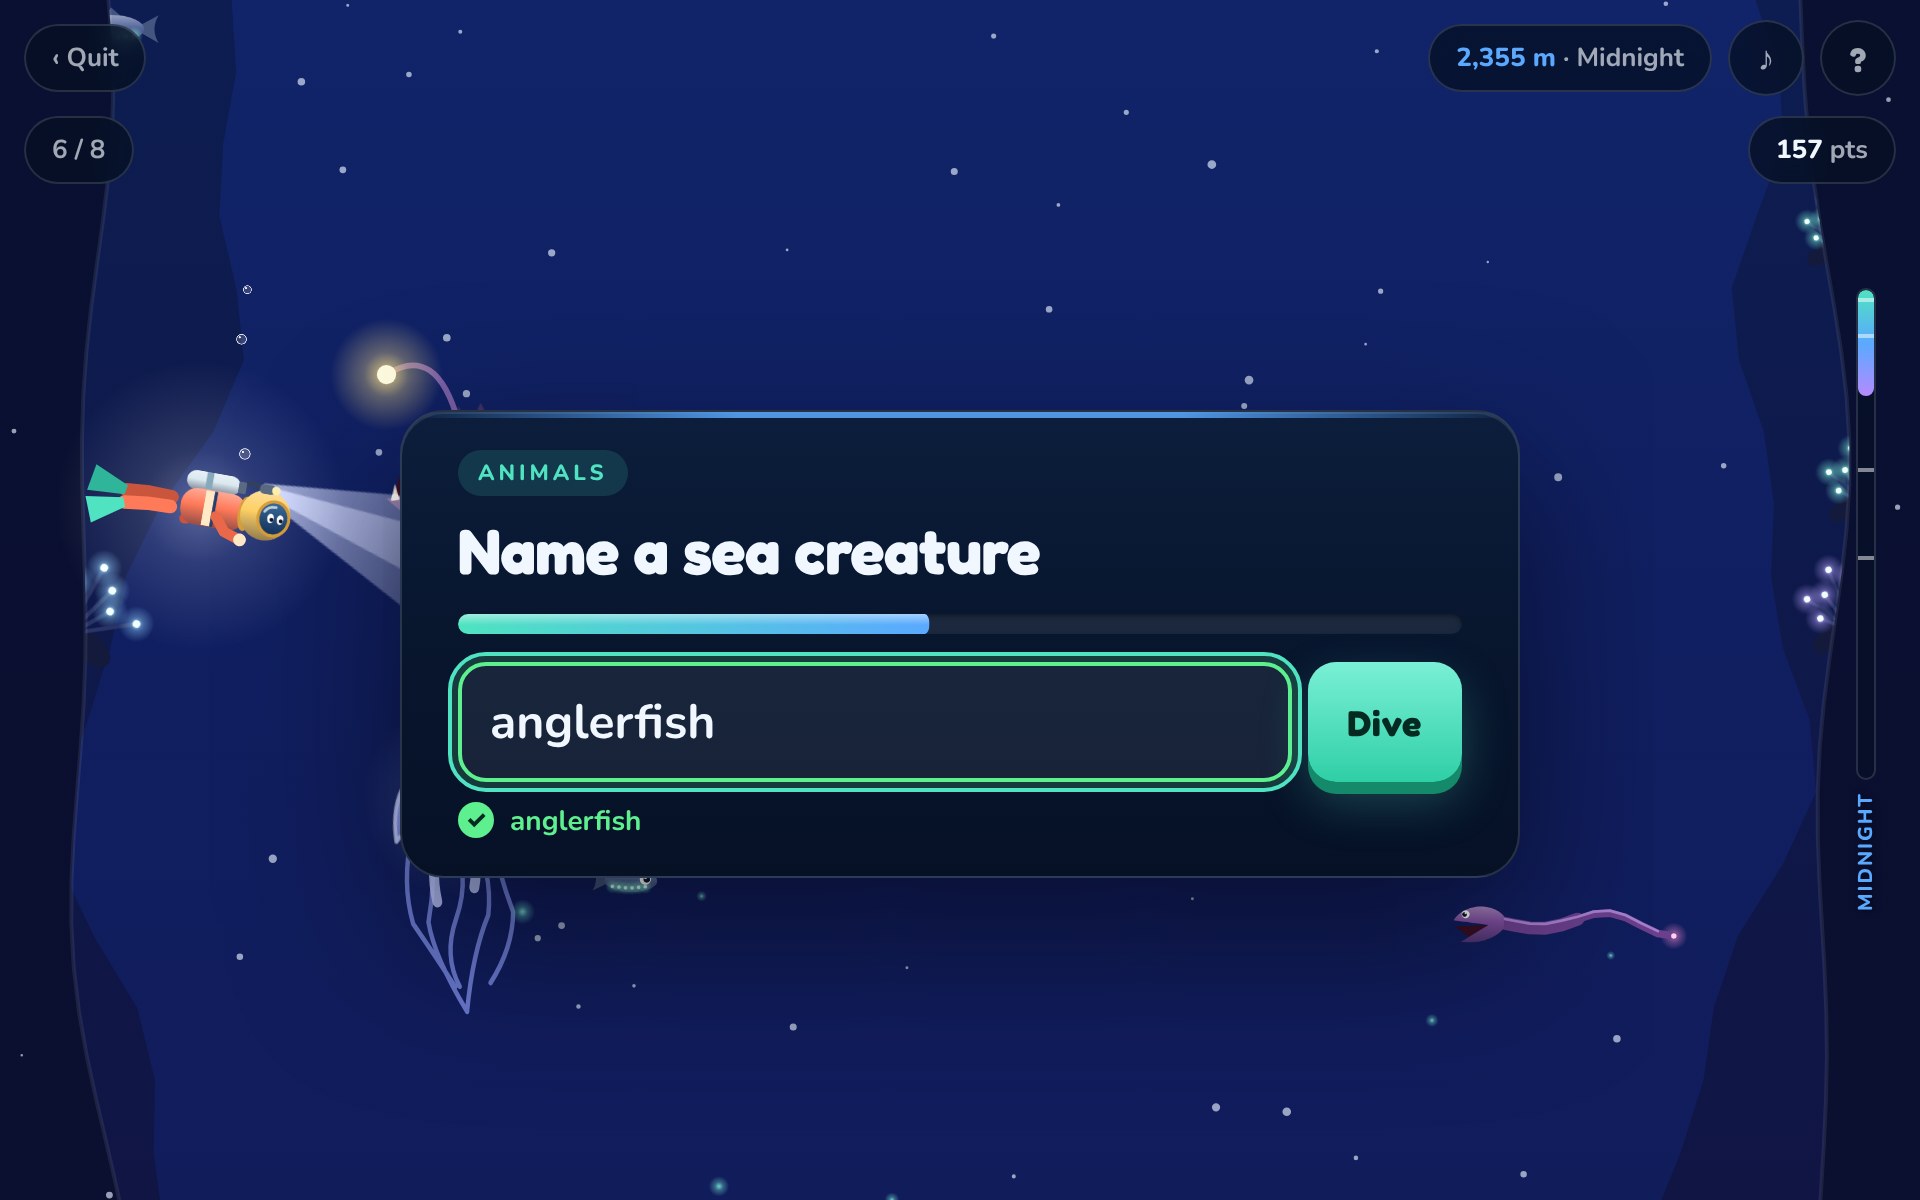 ‹ Quit
2,355 m · Midnight
♪
?
6 / 8
157 pts
ANIMALS
Name a sea creature
anglerfish
Dive
anglerfish
MIDNIGHT